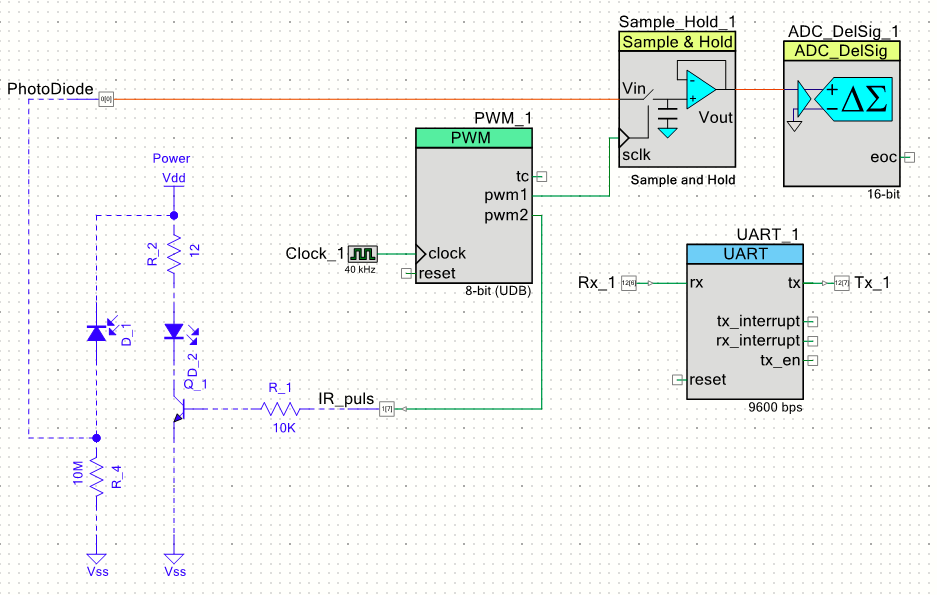 Sample_Hold_1
Sample & Hold
Vin
Vout
sclk
Sample and Hold
ADC_DelSig_1
ADC_DelSig
+
−
ΔΣ
eoc
16-bit
PhotoDiode
0[0]
PWM_1
PWM
tc
pwm1
pwm2
clock
reset
8-bit (UDB)
Clock_1
40 kHz
Power
Vdd
R_2
12
D_1
D_2
Q_1
R_1
10K
IR_puls
1[7]
10M
R_4
Vss
Vss
UART_1
UART
Rx_1
12[6]
rx
tx
12[7]
Tx_1
tx_interrupt
rx_interrupt
tx_en
reset
9600 bps